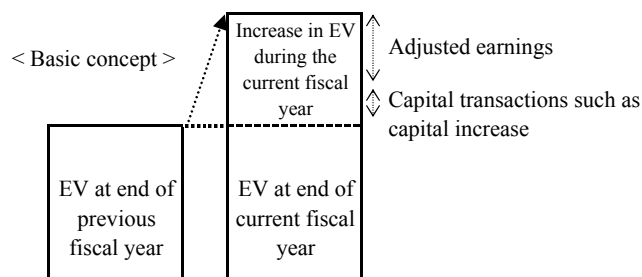 < Basic concept >
Increase in EV
during the
current fiscal
year
Adjusted earnings
Capital transactions such as
capital increase
EV at end of
previous
fiscal year
EV at end of
current fiscal
year